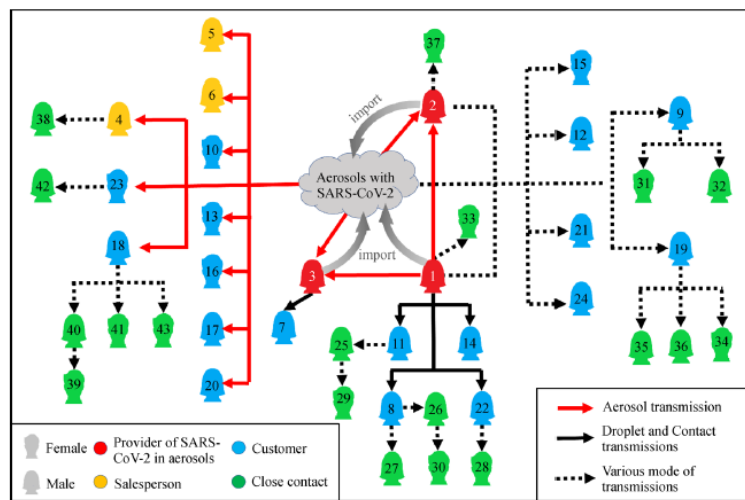 5
37
15
6
2
9
38
4
import
12
10
Aerosols with
SARS-CoV-2
42
23
31
32
13
33
21
18
import
19
16
3
1
24
40
41
43
7
25
11
14
35
36
34
17
39
20
29
8
26
22
27
30
28
Female
Provider of SARS-
CoV-2 in aerosols
Customer
Male
Salesperson
Close contact
Aerosol transmission
Droplet and Contact
transmissions
Various mode of
transmissions